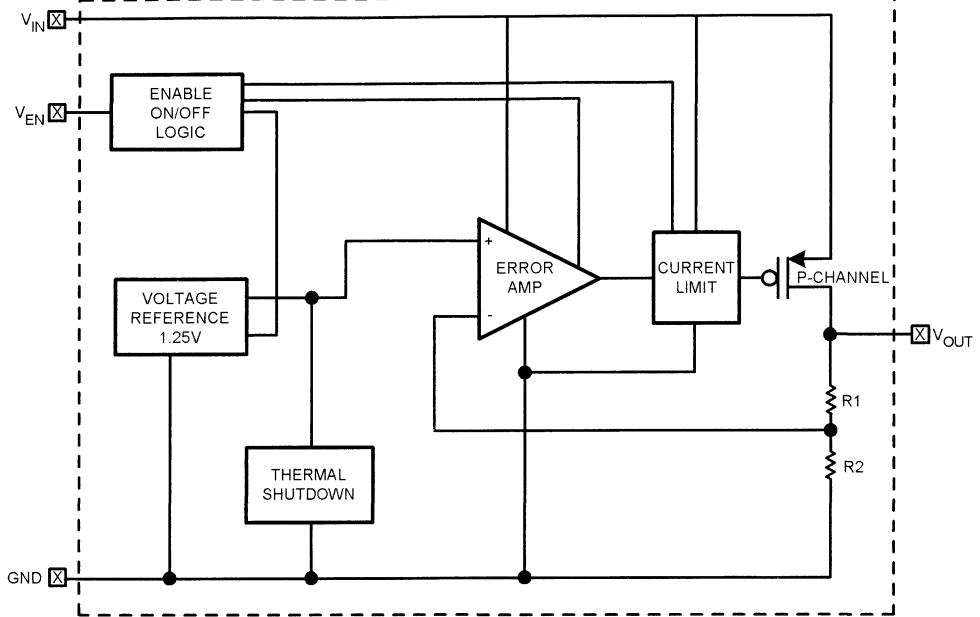 VIN
ENABLE
ON/OFF
LOGIC
VEN
+
ERROR
AMP
-
CURRENT
LIMIT
P-CHANNEL
VOLTAGE
REFERENCE
1.25V
VOUT
R1
R2
THERMAL
SHUTDOWN
GND